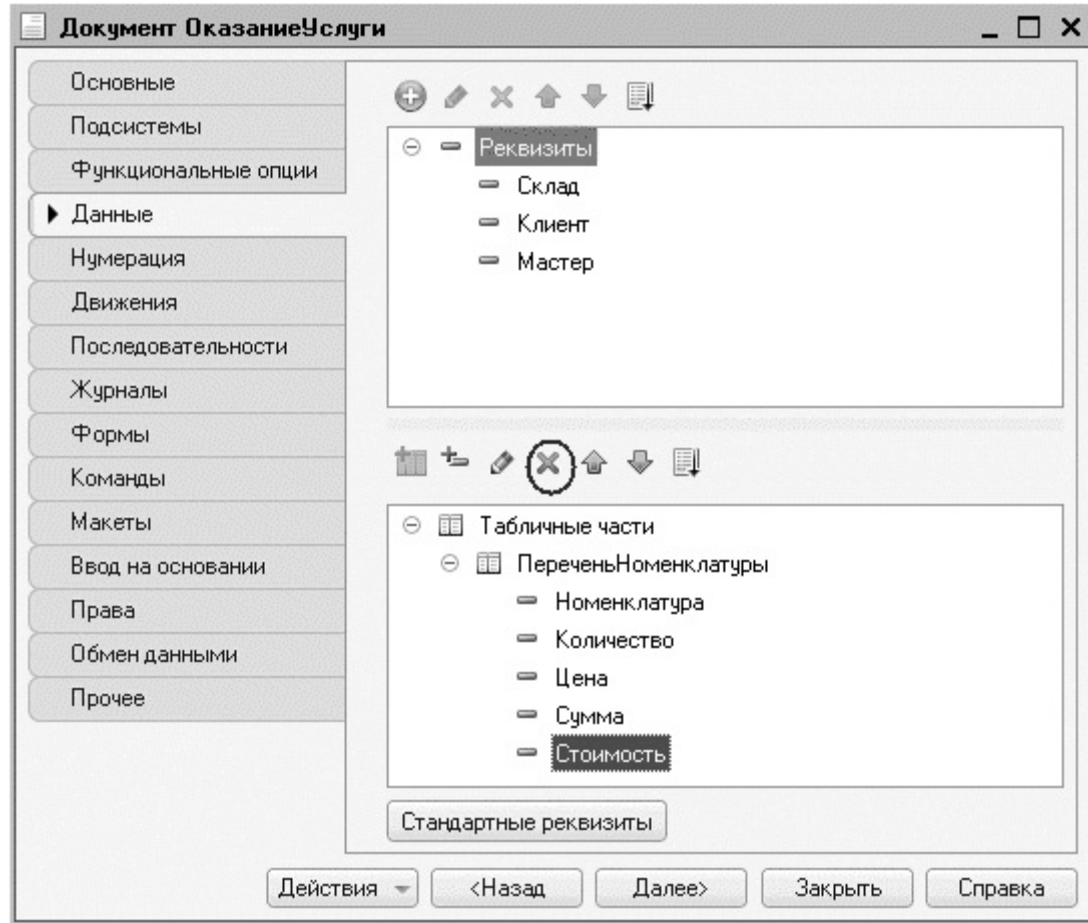 Документ ОказаниеУслуги
Основные
Подсистемы
Функциональные опции
Данные
Нумерация
Движения
Последовательности
Журналы
Формы
Команды
Макеты
Ввод на основании
Права
Обмен данными
Прочее
Реквизиты
Склад
Клиент
Мастер
Табличные части
ПереченьНоменклатуры
Номенклатура
Количество
Цена
Сумма
Стоимость
Стандартные реквизиты
Действия <Назад Далее> Закрыть Справка